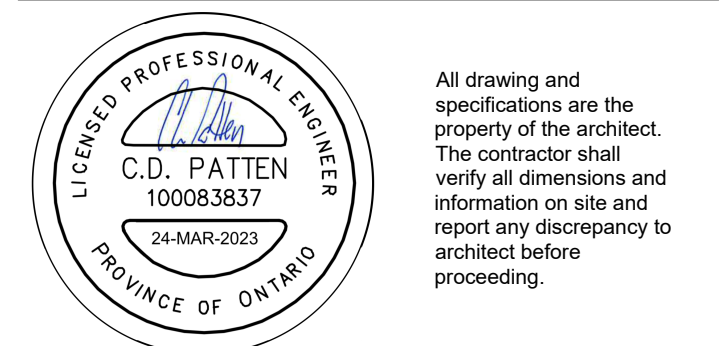 LICENSED PROFESSIONAL ENGINEER
C. Patten
C.D. PATTEN
100083837
24-MAR-2023
PROVINCE OF ONTARIO
All drawing and
specifications are the
property of the architect.
The contractor shall
verify all dimensions and
information on site and
report any discrepancy to
architect before
proceeding.